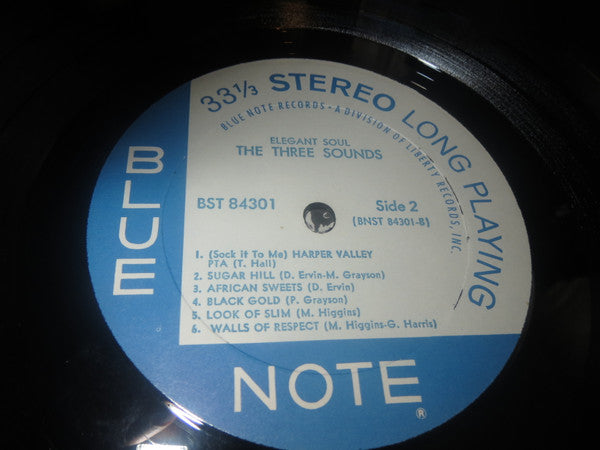 33⅓ STEREO LONG PLAYING
BLUE NOTE RECORDS • A DIVISION OF LIBERTY RECORDS, INC.
ELEGANT SOUL
THE THREE SOUNDS
BST 84301
Side 2
(BNST 84301-B)
1. (Sock it To Me) HARPER VALLEY
PTA (T. Hall)
2. SUGAR HILL (D. Ervin-M. Grayson)
3. AFRICAN SWEETS (D. Ervin)
4. BLACK GOLD (P. Grayson)
5. LOOK OF SLIM (M. Higgins)
6. WALLS OF RESPECT (M. Higgins-G. Harris)
BLUE
NOTE®